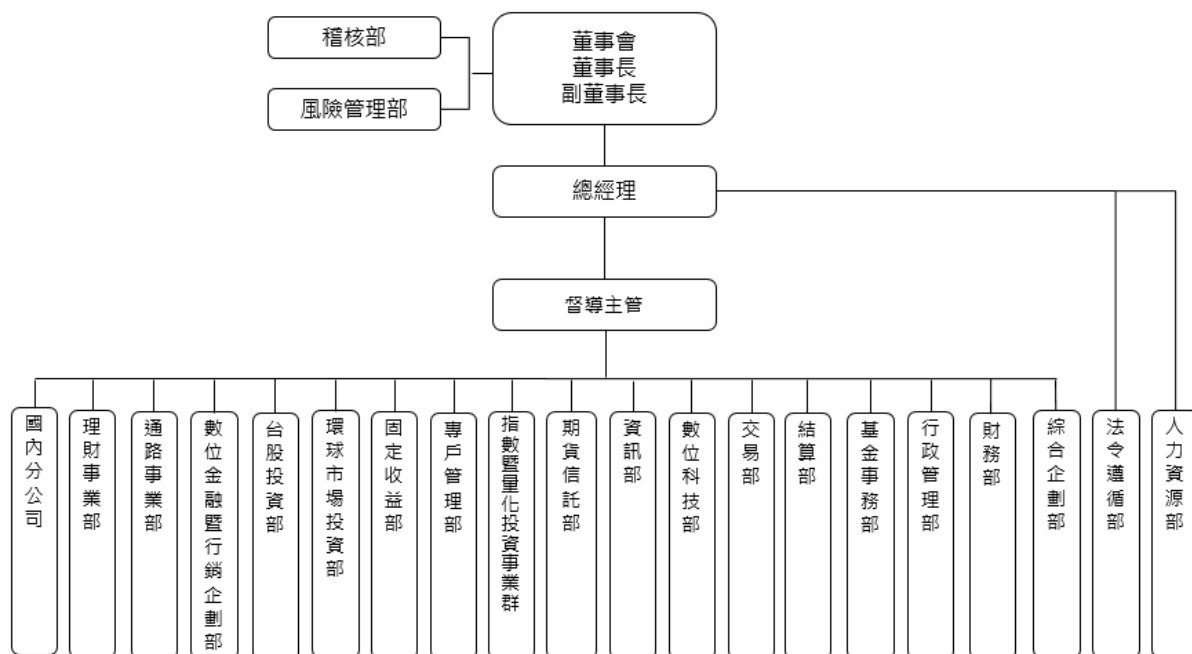 稽核部
風險管理部
董事會
董事長
副董事長
總經理
督導主管
國內分公司
理財事業部
通路事業部
數位金融暨行銷企劃部
台股投資部
環球市場投資部
固定收益部
專戶管理部
指數暨量化投資事業群
期貨信託部
資訊部
數位科技部
交易部
結算部
基金事務部
行政管理部
財務部
綜合企劃部
法令遵循部
人力資源部